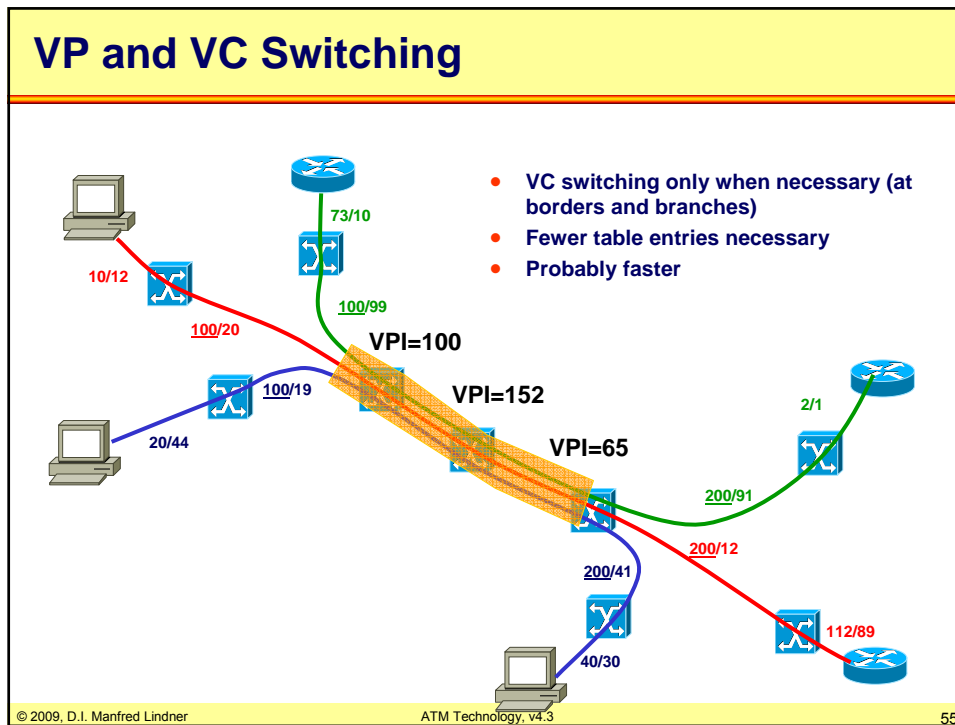 VP and VC Switching
• VC switching only when necessary (at
borders and branches)
• Fewer table entries necessary
• Probably faster
73/10
10/12
100/99
100/20
VPI=100
100/19
VPI=152
20/44
VPI=65
2/1
200/91
200/12
200/41
112/89
40/30
© 2009, D.I. Manfred Lindner
ATM Technology, v4.3
55